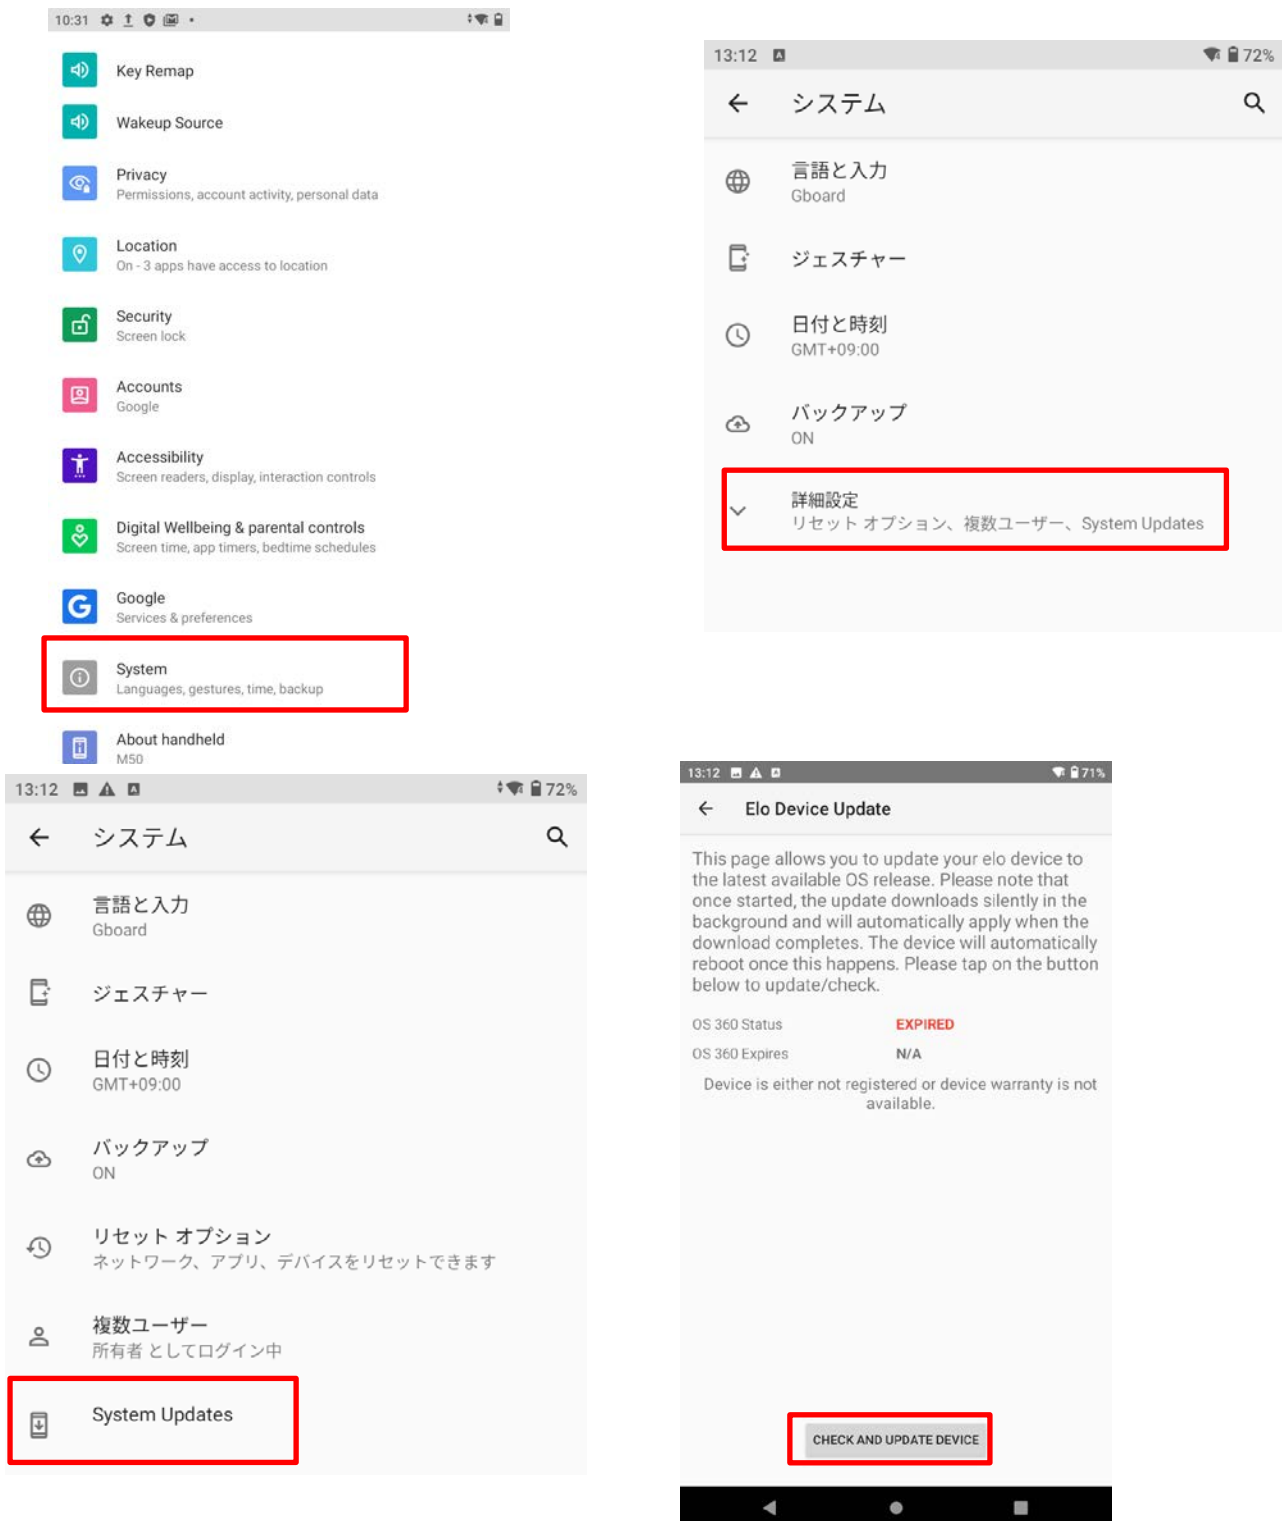 10:31
Key Remap
Wakeup Source
Privacy
Permissions, account activity, personal data
Location
On - 3 apps have access to location
Security
Screen lock
Accounts
Google
Accessibility
Screen readers, display, interaction controls
Digital Wellbeing & parental controls
Screen time, app timers, bedtime schedules
Google
Services & preferences
System
Languages, gestures, time, backup
About handheld
M50
13:12 72%
システム
言語と入力
Gboard
ジェスチャー
日付と時刻
GMT+09:00
バックアップ
ON
詳細設定
リセット オプション、複数ユーザー、System Updates
13:12 72%
システム
言語と入力
Gboard
ジェスチャー
日付と時刻
GMT+09:00
バックアップ
ON
リセット オプション
ネットワーク、アプリ、デバイスをリセットできます
複数ユーザー
所有者 としてログイン中
System Updates
13:12 71%
Elo Device Update
This page allows you to update your elo device to
the latest available OS release. Please note that
once started, the update downloads silently in the
background and will automatically apply when the
download completes. The device will automatically
reboot once this happens. Please tap on the button
below to update/check.
OS 360 Status EXPIRED
OS 360 Expires N/A
Device is either not registered or device warranty is not
available.
CHECK AND UPDATE DEVICE